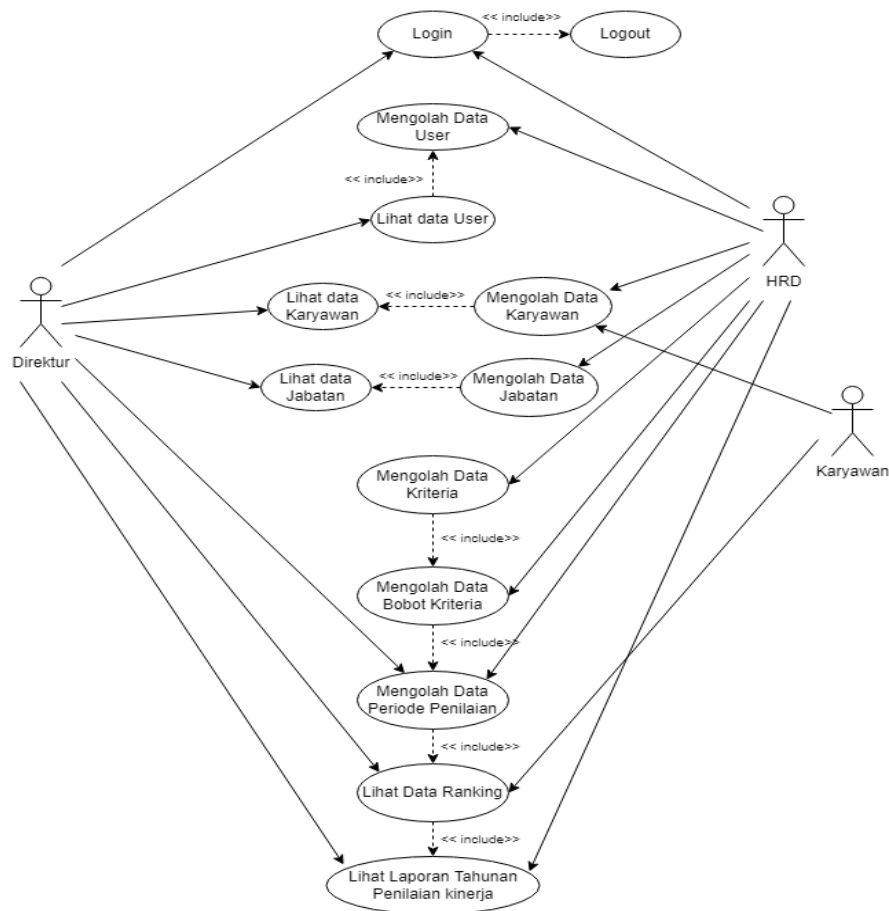 << include>>
Login
Logout
Mengolah Data
User
<< include>>
Lihat data User
HRD
Lihat data
Karyawan
<< include>>
Mengolah Data
Karyawan
Direktur
Lihat data
Jabatan
<< include>>
Mengolah Data
Jabatan
Karyawan
Mengolah Data
Kriteria
<< include>>
Mengolah Data
Bobot Kriteria
<< include>>
Mengolah Data
Periode Penilaian
<< include>>
Lihat Data Ranking
<< include>>
Lihat Laporan Tahunan
Penilaian kinerja